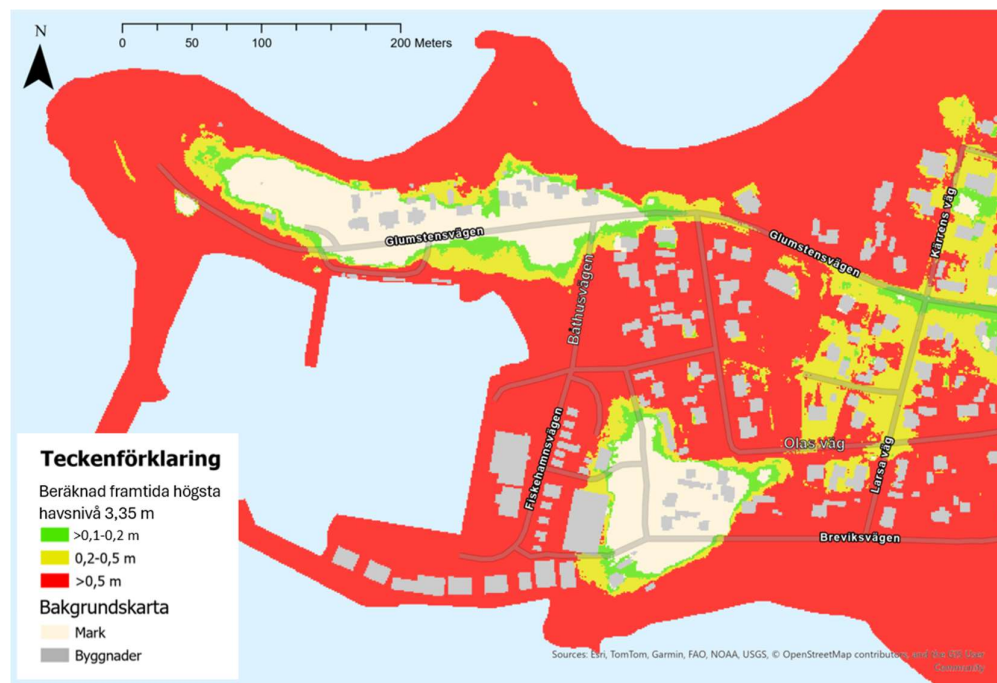 N
0 50 100 200 Meters
Kärrens väg
Glumstensvägen
Glumstensvägen
Båthusvägen
Fiskehamnsvägen
Olas väg
Larsa väg
Breviksvägen
Teckenförklaring
Beräknad framtida högsta
havsnivå 3,35 m
>0,1-0,2 m
0,2-0,5 m
>0,5 m
Bakgrundskarta
Mark
Byggnader
Sources: Esri, TomTom, Garmin, FAO, NOAA, USGS, © OpenStreetMap contributors, and the GIS User
Community